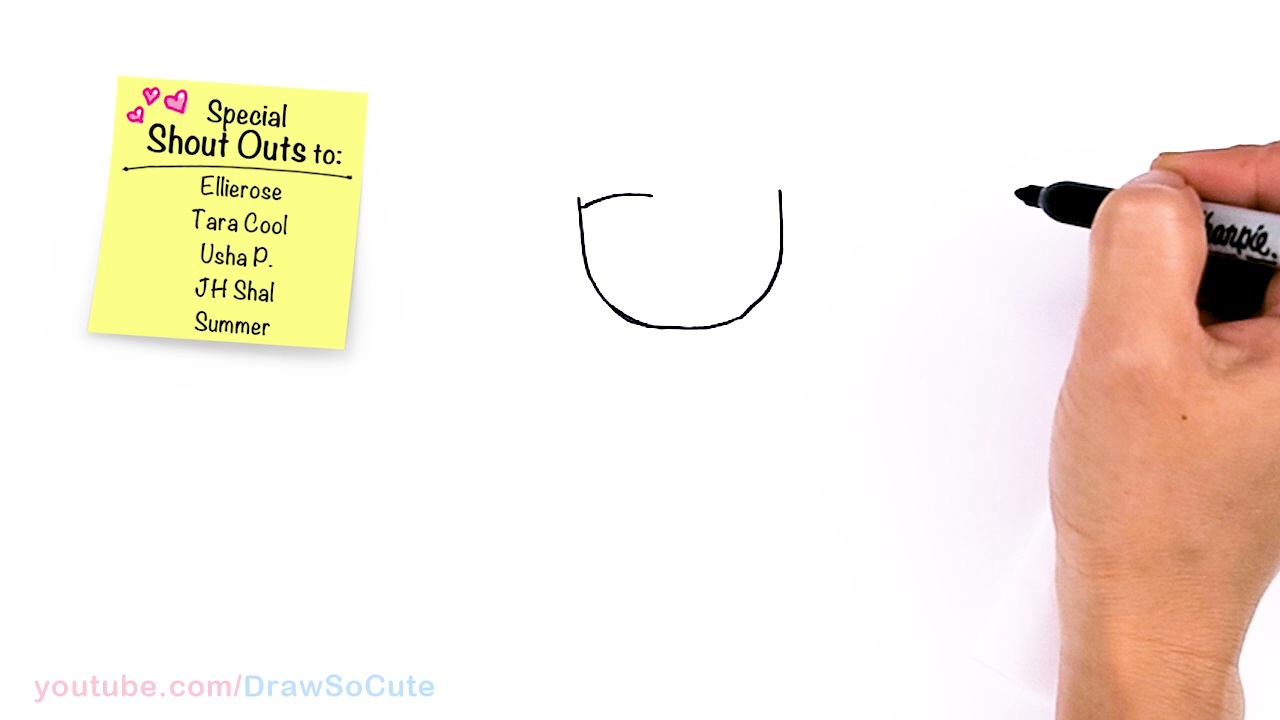 Special
Shout Outs to:
Ellierose
Tara Cool
Usha P.
JH Shal
Summer
Sharpie.
youtube.com/DrawSoCute